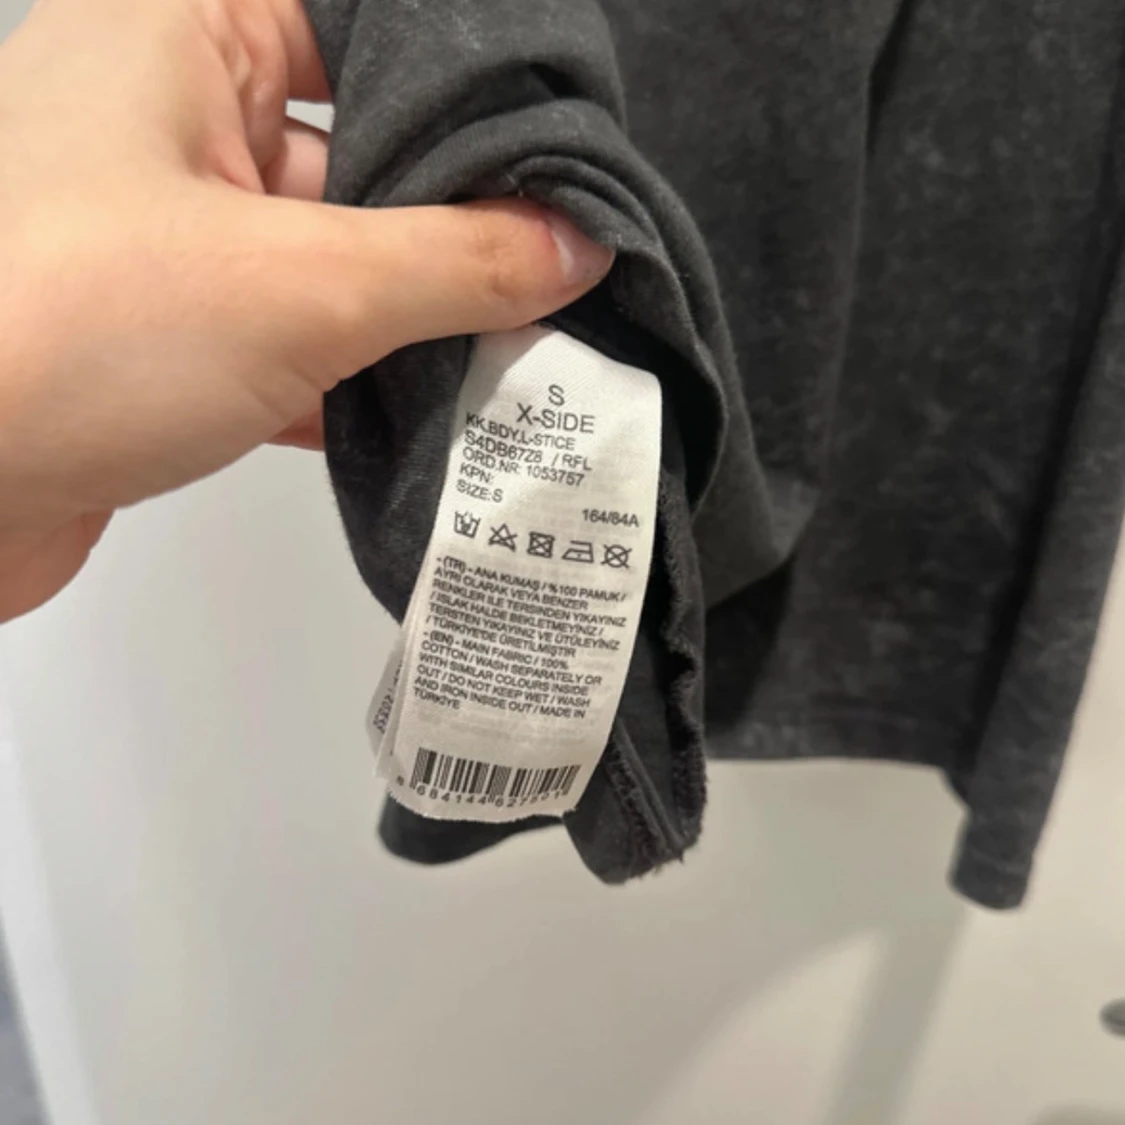 S
X-SIDE
KK.BDY.L-STICE
S4DB67Z8 / RFL
ORD.NR: 1053757
KPN:
SIZE:S
164/84A
- (TR) - ANA KUMAŞ / %100 PAMUK /
AYRI OLARAK VEYA BENZER
RENKLER ILE TERSINDEN YIKAYINIZ
/ ISLAK HALDE BEKLETMEYİNİZ /
TERSTEN YIKAYINIZ VE ÜTÜLEYİNİZ
/ TÜRKİYE'DE ÜRETİLMİŞTİR
- (EN) - MAIN FABRIC / 100%
COTTON / WASH SEPARATELY OR
WITH SIMILAR COLOURS INSIDE
OUT / DO NOT KEEP WET / WASH
AND IRON INSIDE OUT / MADE IN
TÜRKİYE